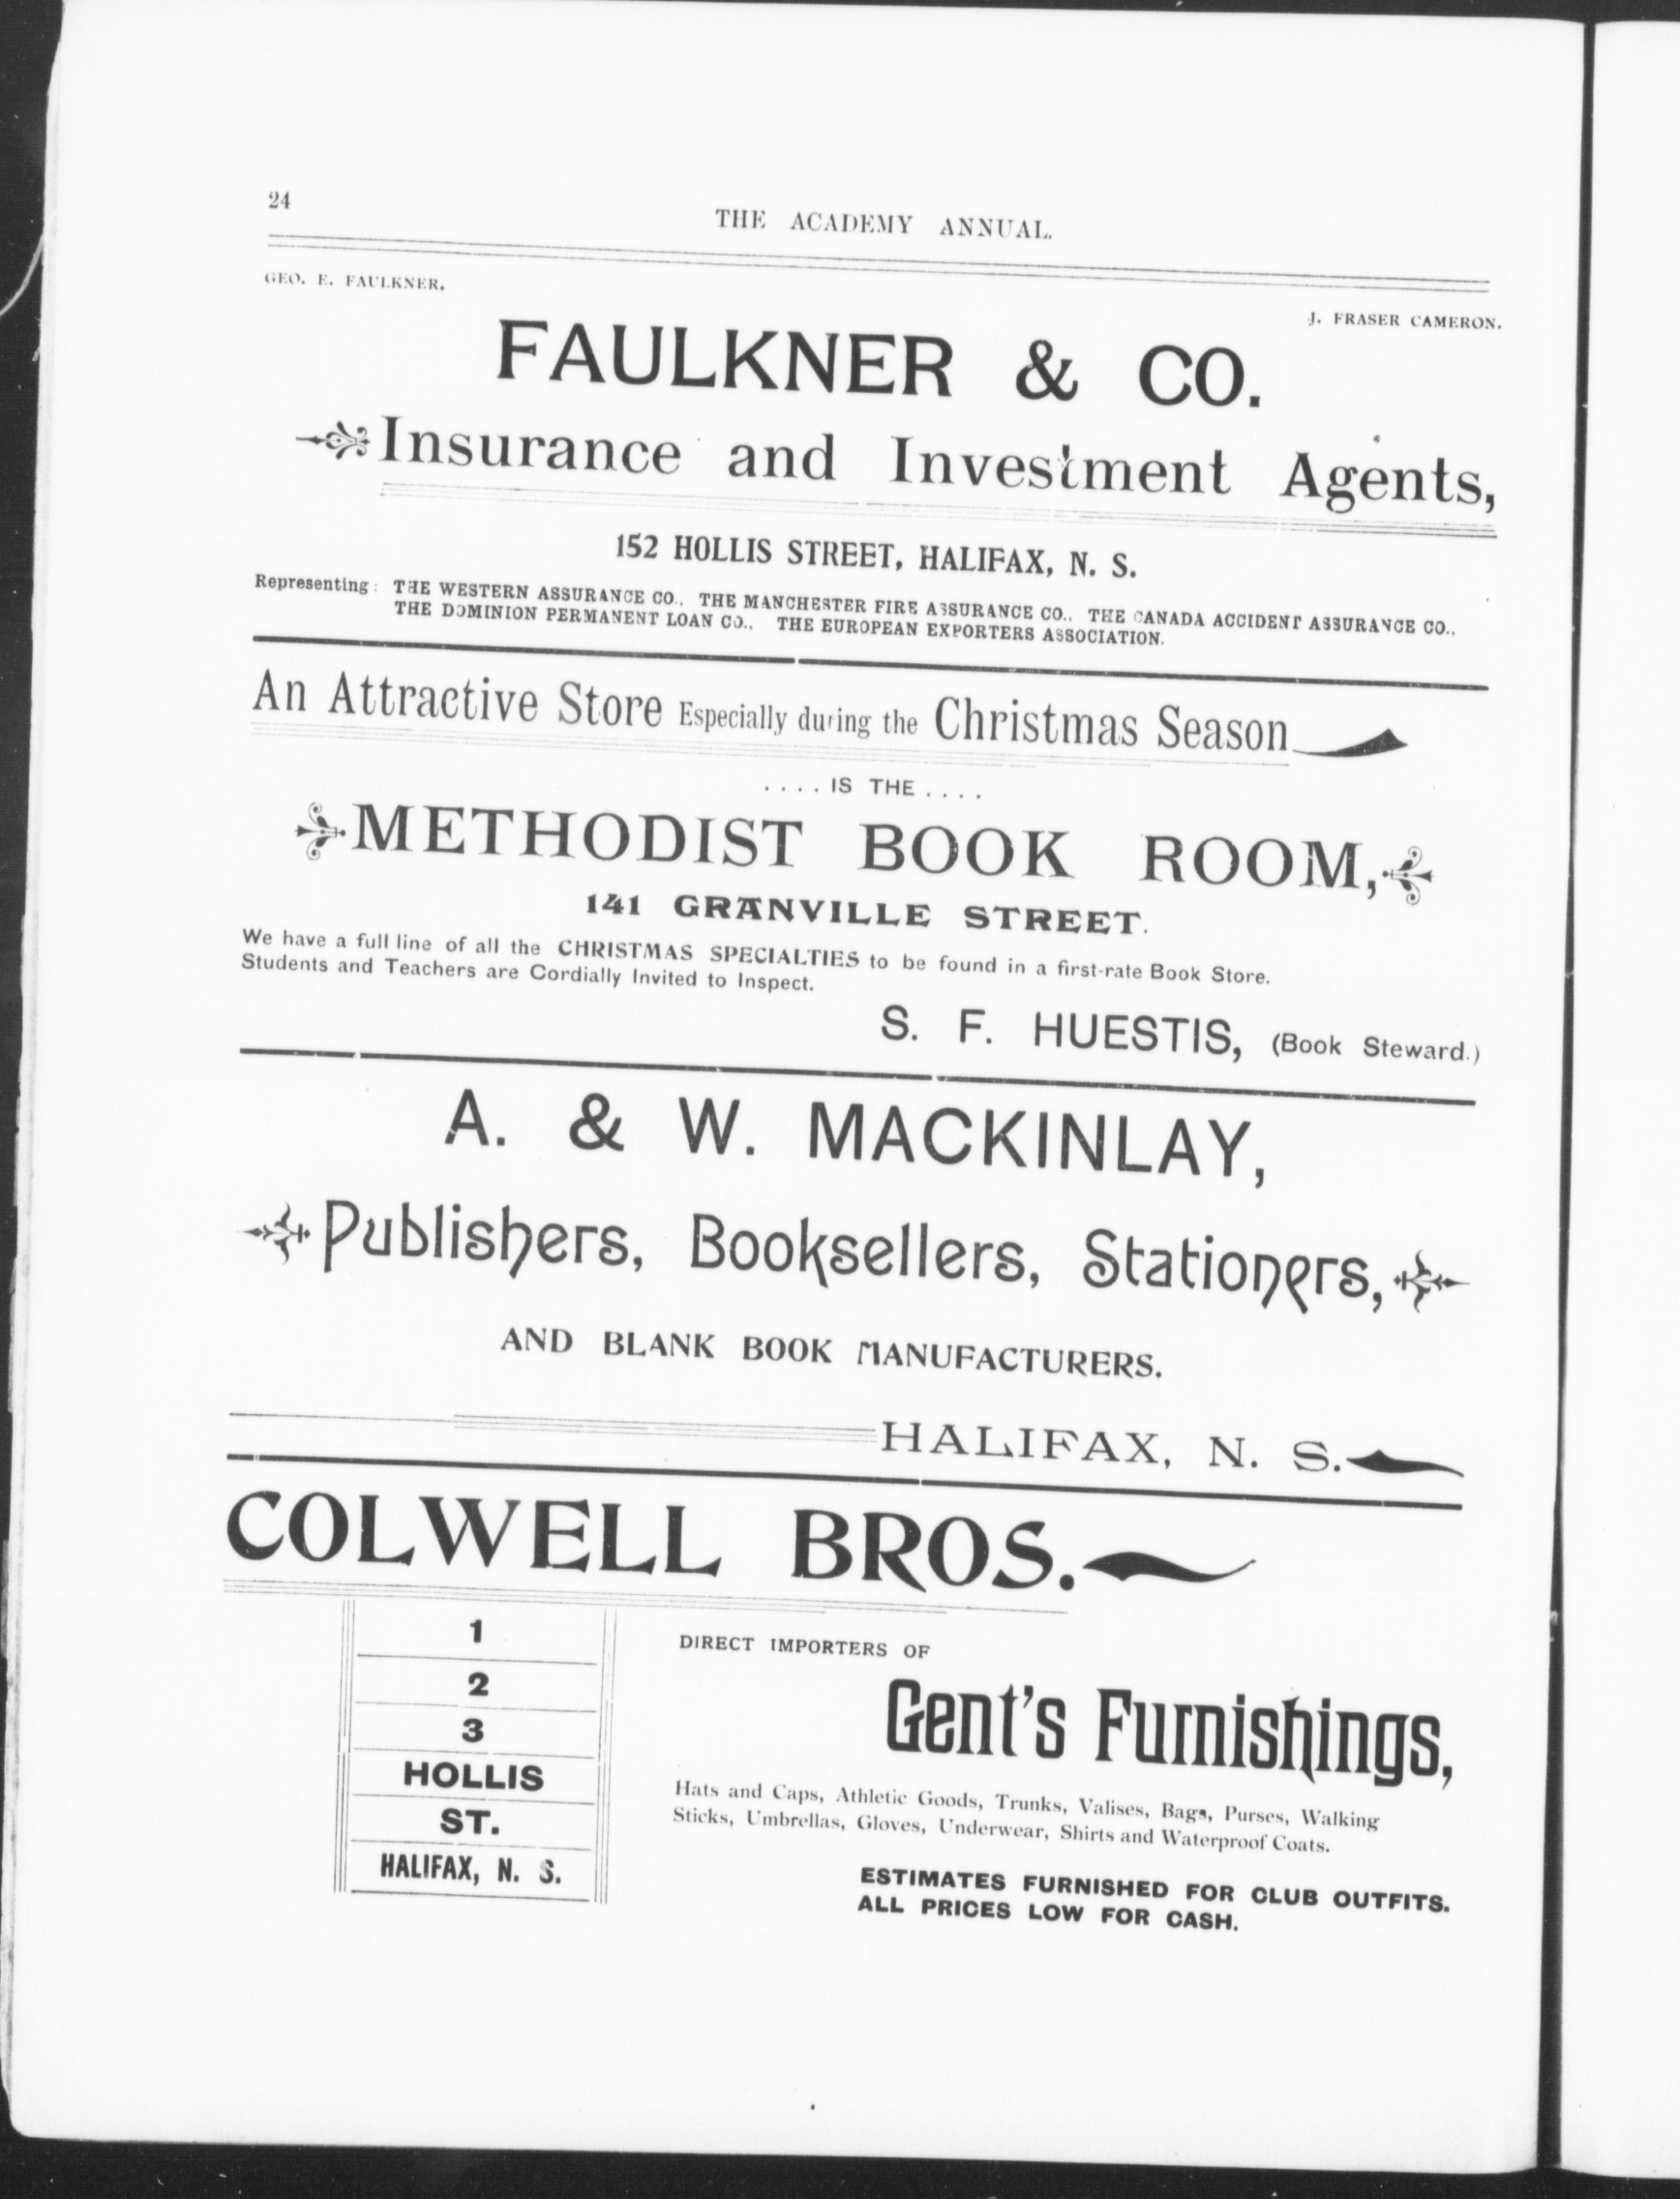 24
THE ACADEMY ANNUAL.
GEO. E. FAULKNER.
J. FRASER CAMERON.
FAULKNER & CO.
Insurance and Investment Agents,
152 HOLLIS STREET, HALIFAX, N. S.
Representing: THE WESTERN ASSURANCE CO., THE MANCHESTER FIRE ASSURANCE CO., THE CANADA ACCIDENT ASSURANCE CO.,
THE DOMINION PERMANENT LOAN CO., THE EUROPEAN EXPORTERS ASSOCIATION.
An Attractive Store Especially during the Christmas Season
.... IS THE ....
METHODIST BOOK ROOM,
141 GRANVILLE STREET.
We have a full line of all the CHRISTMAS SPECIALTIES to be found in a first-rate Book Store.
Students and Teachers are Cordially Invited to Inspect.
S. F. HUESTIS, (Book Steward.)
A. & W. MACKINLAY,
Publishers, Booksellers, Stationers,
AND BLANK BOOK MANUFACTURERS.
HALIFAX, N. S.
COLWELL BROS.
1
2
3
HOLLIS
ST.
HALIFAX, N. S.
DIRECT IMPORTERS OF
Gent's Furnishings,
Hats and Caps, Athletic Goods, Trunks, Valises, Bags, Purses, Walking
Sticks, Umbrellas, Gloves, Underwear, Shirts and Waterproof Coats.
ESTIMATES FURNISHED FOR CLUB OUTFITS.
ALL PRICES LOW FOR CASH.